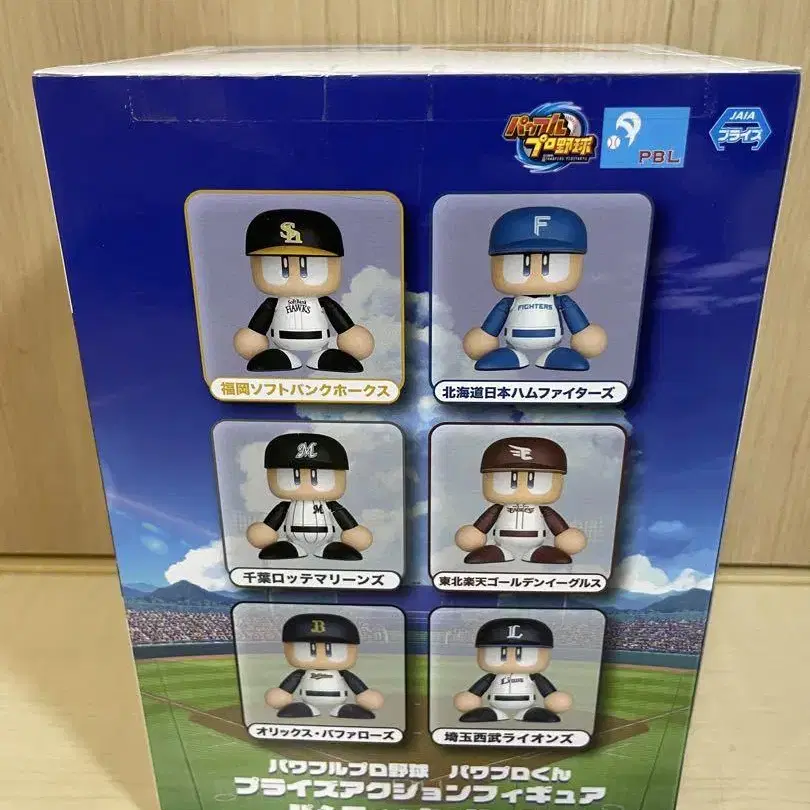 パワフル
プロ野球
PBL
JAIA
プライズ
SH
SoftBank
HAWKS
福岡ソフトバンクホークス
F
FIGHTERS
北海道日本ハムファイターズ
M
M
千葉ロッテマリーンズ
E
EAGLES
東北楽天ゴールデンイーグルス
B
オリックス・バファローズ
L
Lions
埼玉西武ライオンズ
パワフルプロ野球 パワプロくん
プライズアクションフィギュア